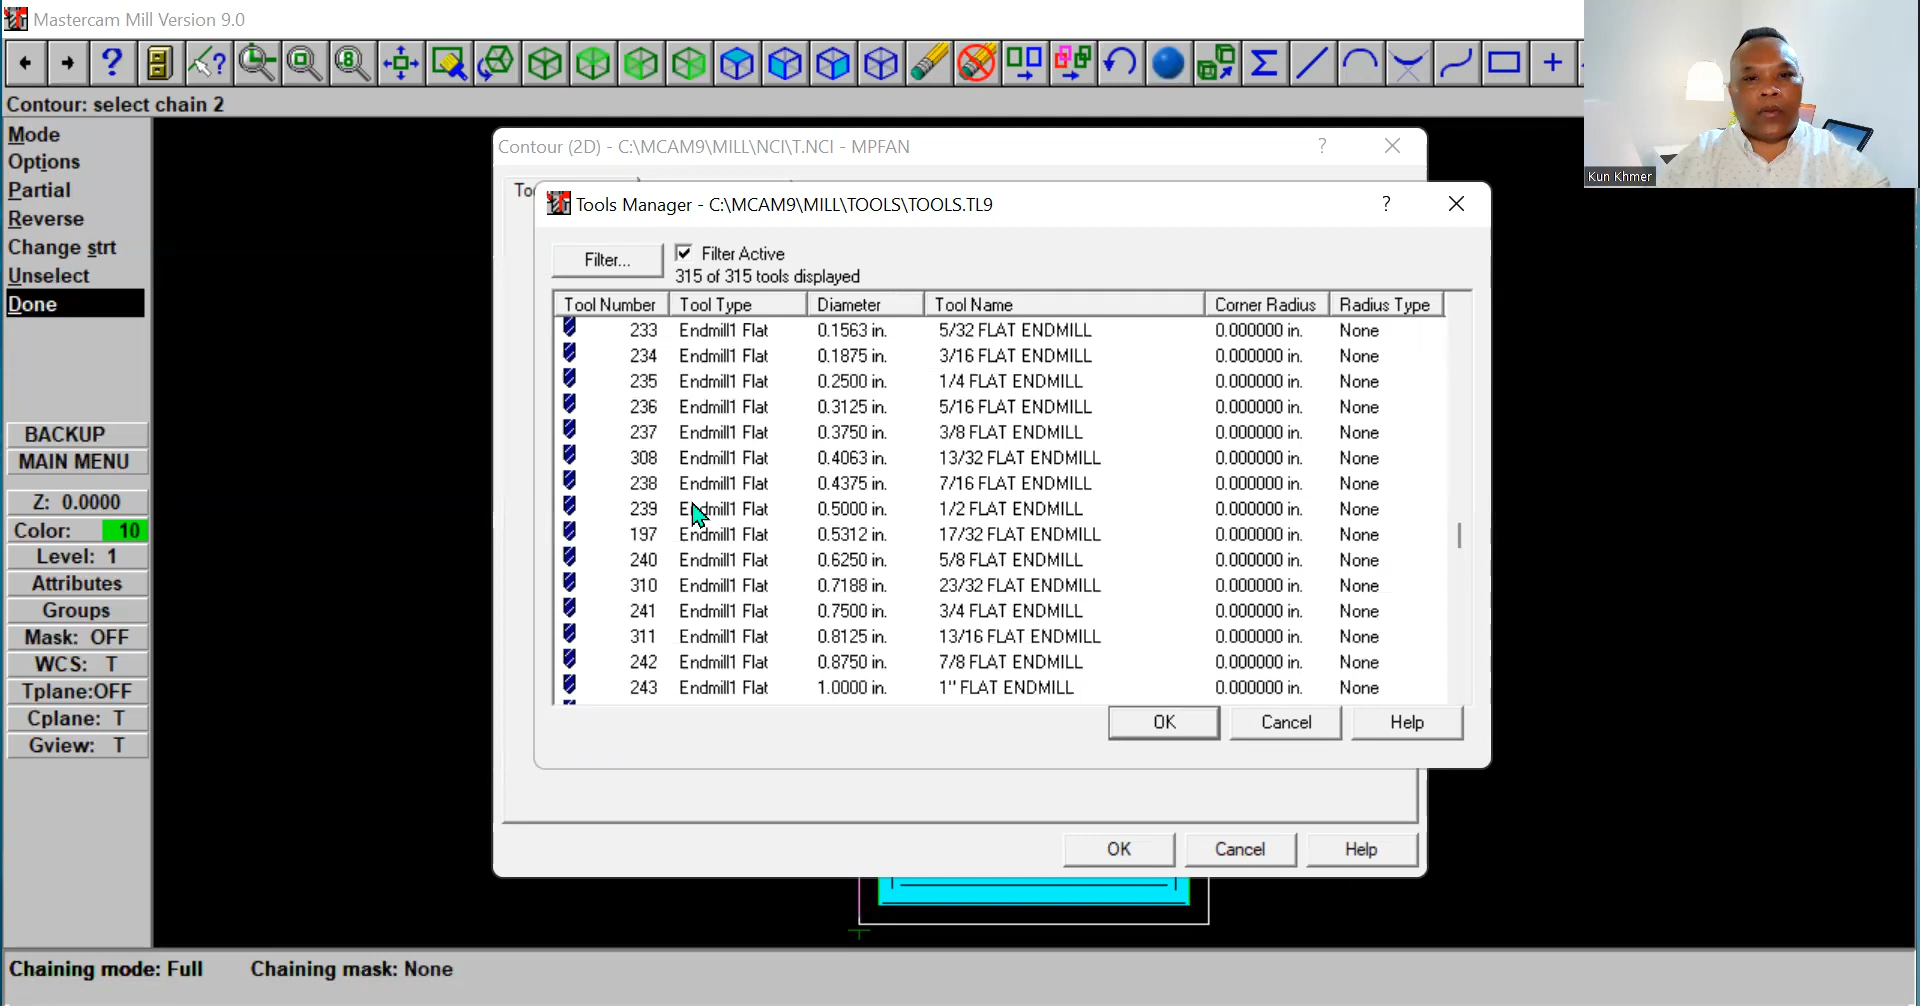 Mastercam Mill Version 9.0
Contour: select chain 2
Mode
Options
Partial
Reverse
Change strt
Unselect
Done
BACKUP
MAIN MENU
Z: 0.0000
Color: 10
Level: 1
Attributes
Groups
Mask: OFF
WCS: T
Tplane:OFF
Cplane: T
Gview: T
Contour (2D) - C:\MCAM9\MILL\NCI\T.NCI - MPFAN
Tools Manager - C:\MCAM9\MILL\TOOLS\TOOLS.TL9
Filter...
Filter Active
315 of 315 tools displayed
Tool Number Tool Type Diameter Tool Name Corner Radius Radius Type
233 Endmill1 Flat 0.1563 in. 5/32 FLAT ENDMILL 0.000000 in. None
234 Endmill1 Flat 0.1875 in. 3/16 FLAT ENDMILL 0.000000 in. None
235 Endmill1 Flat 0.2500 in. 1/4 FLAT ENDMILL 0.000000 in. None
236 Endmill1 Flat 0.3125 in. 5/16 FLAT ENDMILL 0.000000 in. None
237 Endmill1 Flat 0.3750 in. 3/8 FLAT ENDMILL 0.000000 in. None
308 Endmill1 Flat 0.4063 in. 13/32 FLAT ENDMILL 0.000000 in. None
238 Endmill1 Flat 0.4375 in. 7/16 FLAT ENDMILL 0.000000 in. None
239 Endmill1 Flat 0.5000 in. 1/2 FLAT ENDMILL 0.000000 in. None
197 Endmill1 Flat 0.5312 in. 17/32 FLAT ENDMILL 0.000000 in. None
240 Endmill1 Flat 0.6250 in. 5/8 FLAT ENDMILL 0.000000 in. None
310 Endmill1 Flat 0.7188 in. 23/32 FLAT ENDMILL 0.000000 in. None
241 Endmill1 Flat 0.7500 in. 3/4 FLAT ENDMILL 0.000000 in. None
311 Endmill1 Flat 0.8125 in. 13/16 FLAT ENDMILL 0.000000 in. None
242 Endmill1 Flat 0.8750 in. 7/8 FLAT ENDMILL 0.000000 in. None
243 Endmill1 Flat 1.0000 in. 1" FLAT ENDMILL 0.000000 in. None
OK Cancel Help
OK Cancel Help
Chaining mode: Full Chaining mask: None
Kun Khmer